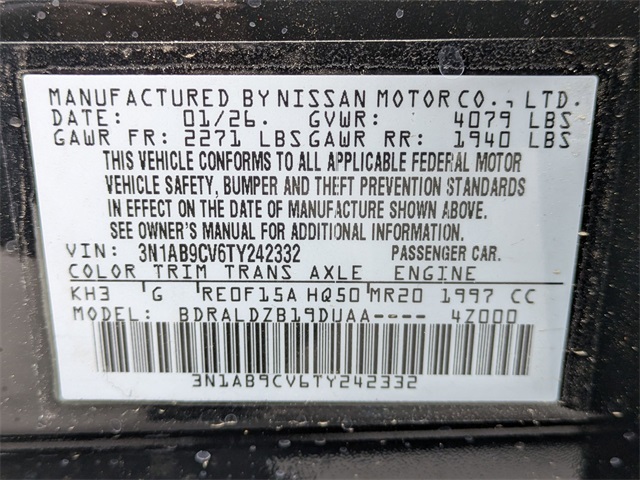 MANUFACTURED BY NISSAN MOTOR CO., LTD.
DATE: 01/26. GVWR: 4079 LBS
GAWR FR: 2271 LBS GAWR RR: 1940 LBS
THIS VEHICLE CONFORMS TO ALL APPLICABLE FEDERAL MOTOR
VEHICLE SAFETY, BUMPER AND THEFT PREVENTION STANDARDS
IN EFFECT ON THE DATE OF MANUFACTURE SHOWN ABOVE.
SEE OWNER'S MANUAL FOR ADDITIONAL INFORMATION.
VIN: 3N1AB9CV6TY242332 PASSENGER CAR.
COLOR TRIM TRANS AXLE ENGINE
KH3 G RE0F15A HQ50 MR20 1997 CC
MODEL: BDRALDZB19DUAA---- 4Z000
3N1AB9CV6TY242332